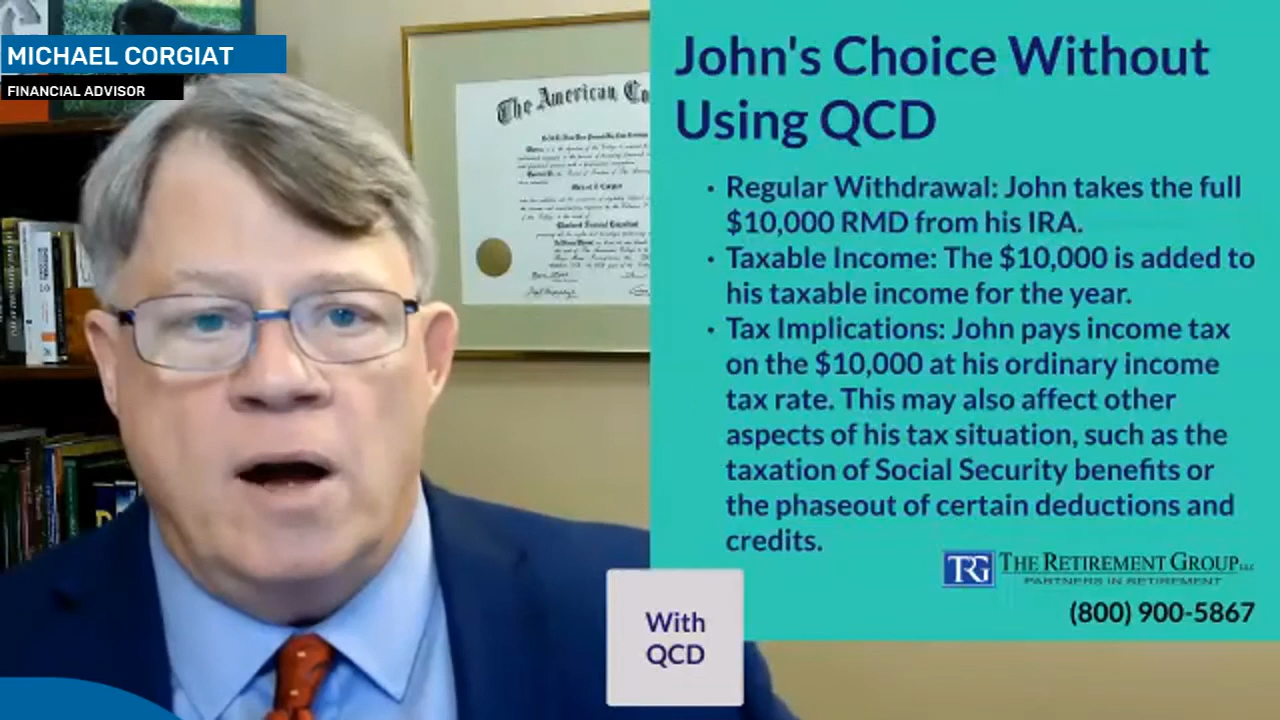 MICHAEL CORGIAT
FINANCIAL ADVISOR
The American Co
John's Choice Without
Using QCD
· Regular Withdrawal: John takes the full
$10,000 RMD from his IRA.
· Taxable Income: The $10,000 is added to
his taxable income for the year.
· Tax Implications: John pays income tax
on the $10,000 at his ordinary income
tax rate. This may also affect other
aspects of his tax situation, such as the
taxation of Social Security benefits or
the phaseout of certain deductions and
credits.
TRG THE RETIREMENT GROUP LLC
PARTNERS IN RETIREMENT
(800) 900-5867
With
QCD